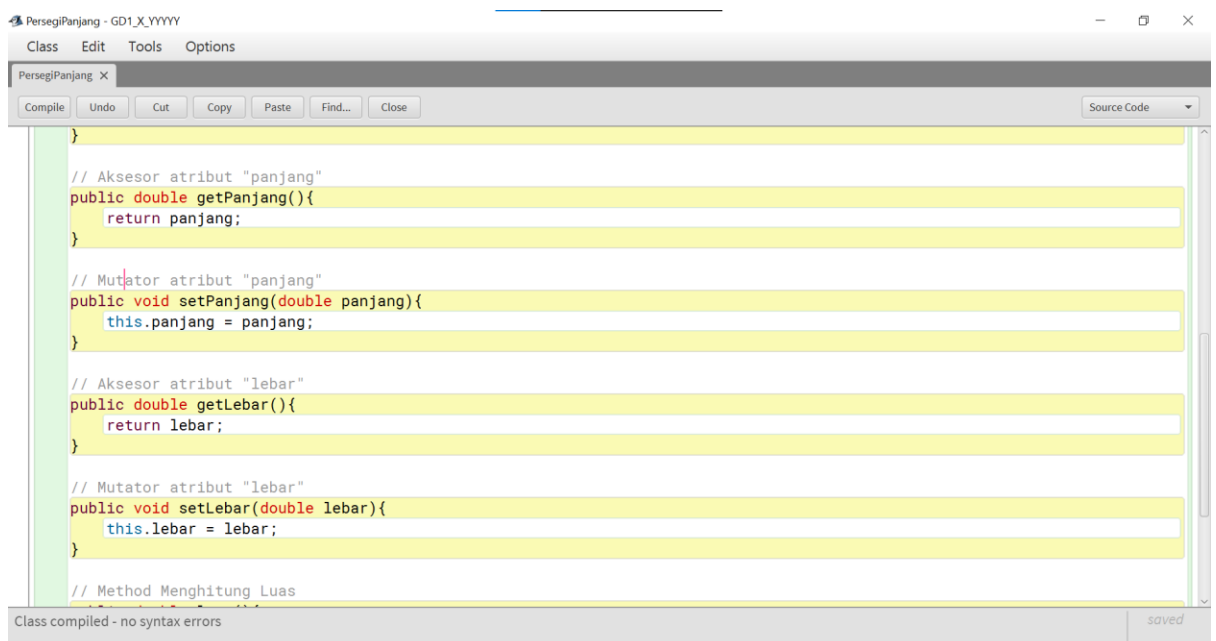 PersegiPanjang - GD1_X_YYYYY
Class Edit Tools Options
PersegiPanjang X
Compile Undo Cut Copy Paste Find... Close Source Code
}
// Aksesor atribut "panjang"
public double getPanjang(){
return panjang;
}
// Mutator atribut "panjang"
public void setPanjang(double panjang){
this.panjang = panjang;
}
// Aksesor atribut "lebar"
public double getLebar(){
return lebar;
}
// Mutator atribut "lebar"
public void setLebar(double lebar){
this.lebar = lebar;
}
// Method Menghitung Luas
Class compiled - no syntax errors saved